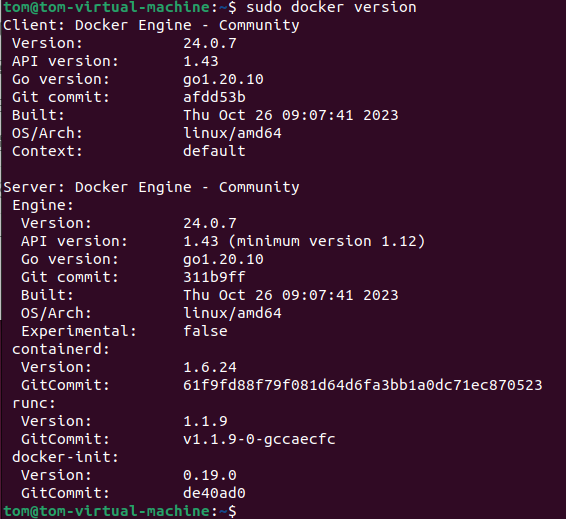 tom@tom-virtual-machine:~$ sudo docker version
Client: Docker Engine - Community
 Version:           24.0.7
 API version:       1.43
 Go version:        go1.20.10
 Git commit:        afdd53b
 Built:             Thu Oct 26 09:07:41 2023
 OS/Arch:           linux/amd64
 Context:           default

Server: Docker Engine - Community
 Engine:
  Version:          24.0.7
  API version:      1.43 (minimum version 1.12)
  Go version:       go1.20.10
  Git commit:       311b9ff
  Built:            Thu Oct 26 09:07:41 2023
  OS/Arch:          linux/amd64
  Experimental:     false
 containerd:
  Version:          1.6.24
  GitCommit:        61f9fd88f79f081d64d6fa3bb1a0dc71ec870523
 runc:
  Version:          1.1.9
  GitCommit:        v1.1.9-0-gccaecfc
 docker-init:
  Version:          0.19.0
  GitCommit:        de40ad0
tom@tom-virtual-machine:~$